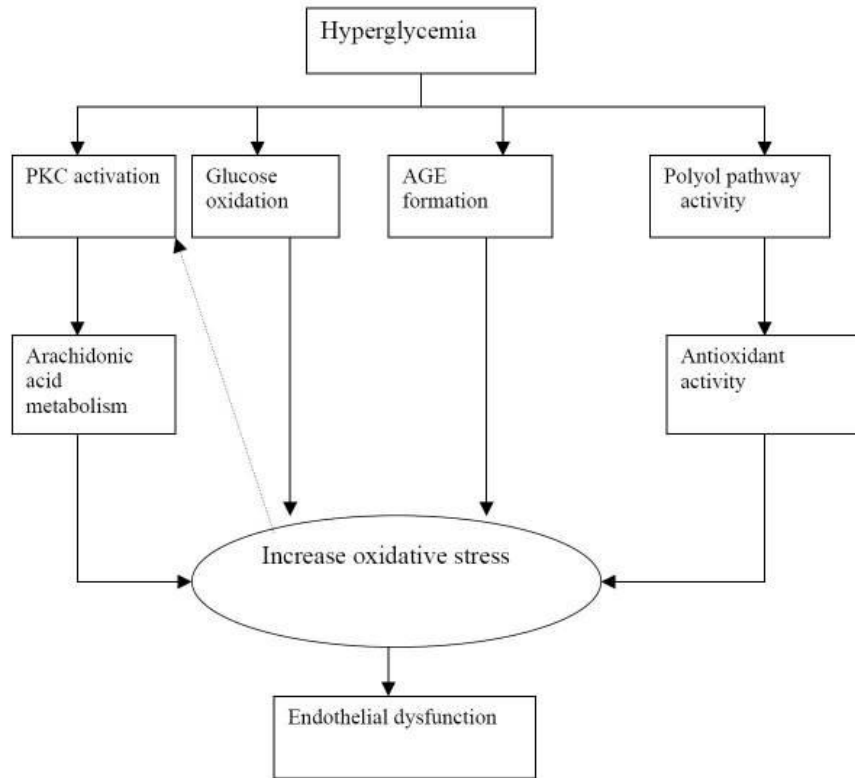 Hyperglycemia
PKC activation
Glucose
oxidation
AGE
formation
Polyol pathway
activity
Arachidonic
acid
metabolism
Antioxidant
activity
Increase oxidative stress
Endothelial dysfunction